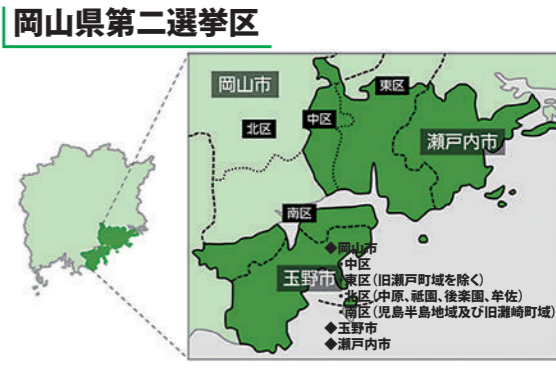 岡山県第二選挙区
岡山市
東区
北区
中区
瀬戸内市
南区
玉野市
◆岡山市
・中区
・東区(旧瀬戸町域を除く)
・北区(中原、祗園、後楽園、牟佐)
・南区(児島半島地域及び旧灘崎町域)
◆玉野市
◆瀬戸内市